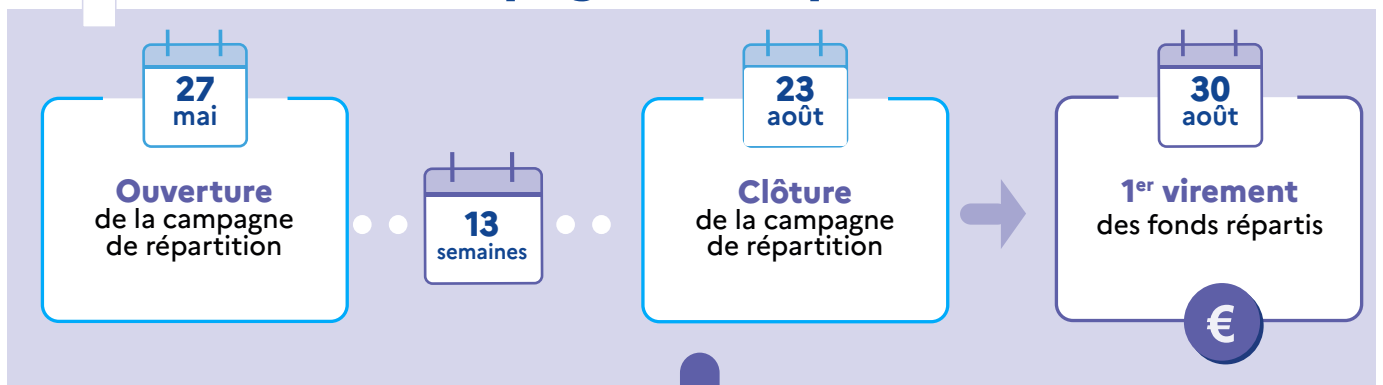 27
mai
Ouverture
de la campagne
de répartition
13
semaines
23
août
Clôture
de la campagne
de répartition
30
août
1er virement
des fonds répartis
€